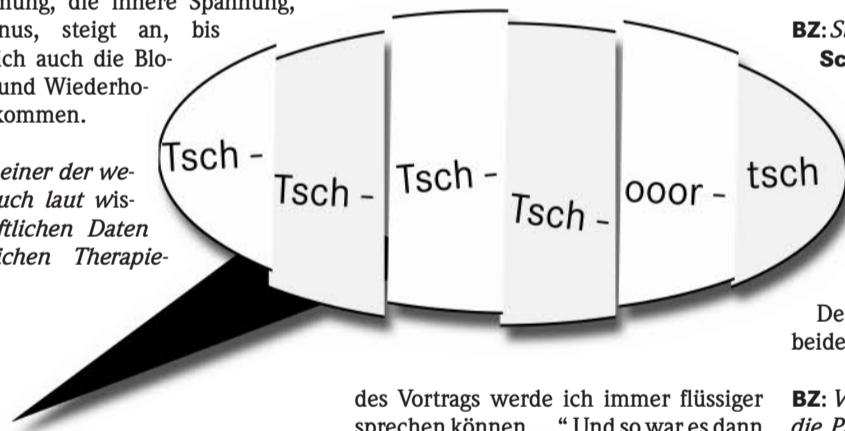 nung, die innere Spannung,
nus, steigt an, bis
ich auch die Blo-
und Wiederho-
kommen.
einer der we-
uch laut wis-
ftlichen Daten
ichen Therapie-
Tsch - Tsch - Tsch - Tsch - ooor - tsch
des Vortrags werde ich immer flüssiger
sprechen können ... “ Und so war es dann
BZ:
De
beide
BZ:
die